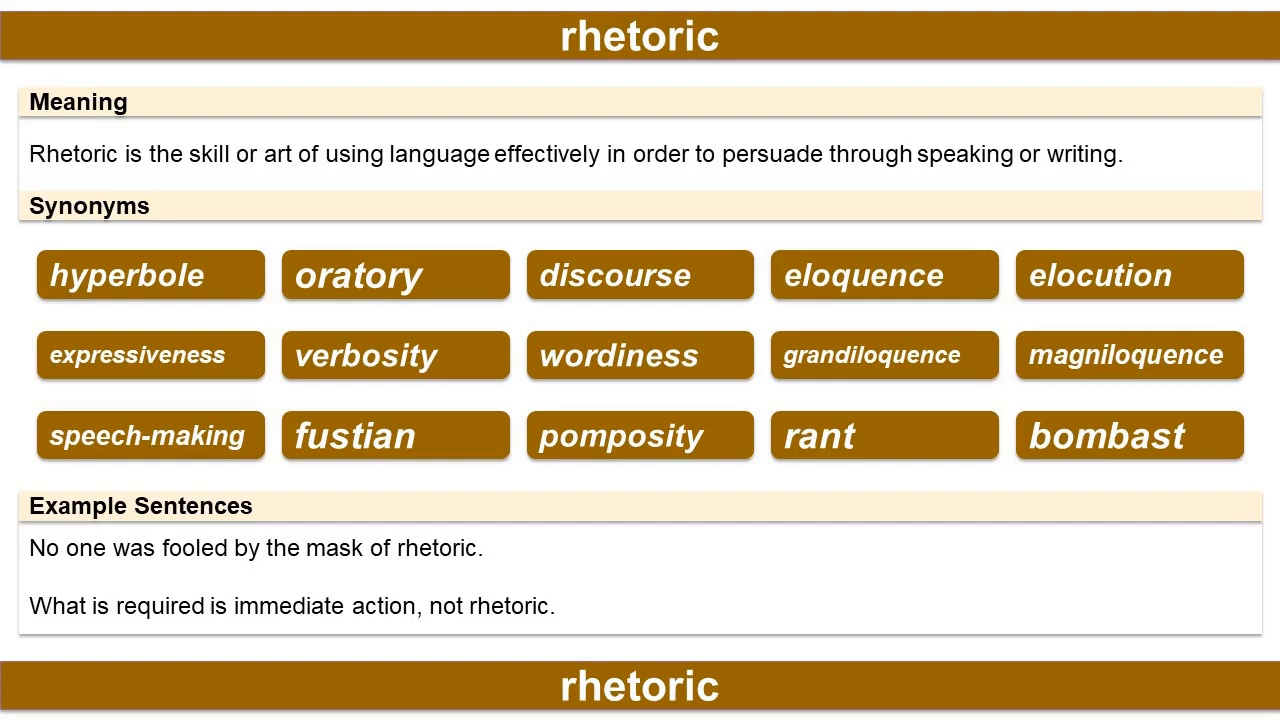 rhetoric
Meaning
Rhetoric is the skill or art of using language effectively in order to persuade through speaking or writing.
Synonyms
hyperbole oratory discourse eloquence elocution
expressiveness verbosity wordiness grandiloquence magniloquence
speech-making fustian pomposity rant bombast
Example Sentences
No one was fooled by the mask of rhetoric.
What is required is immediate action, not rhetoric.
rhetoric